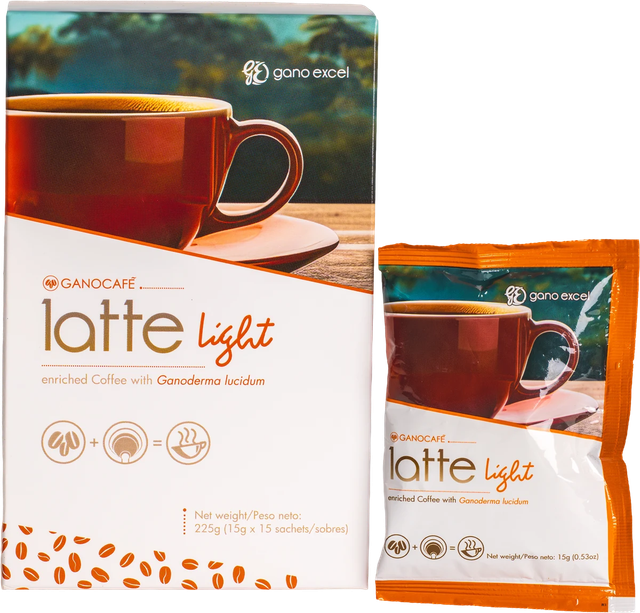 gano excel
GANOCAFÉ™
latte light
enriched Coffee with Ganoderma lucidum
+ =
Net weight/Peso neto:
225g (15g x 15 sachets/sobres)
gano excel
GANOCAFÉ
latte light
enriched Coffee with Ganoderma lucidum
+ =
Net weight/Peso neto: 15g (0.53oz)